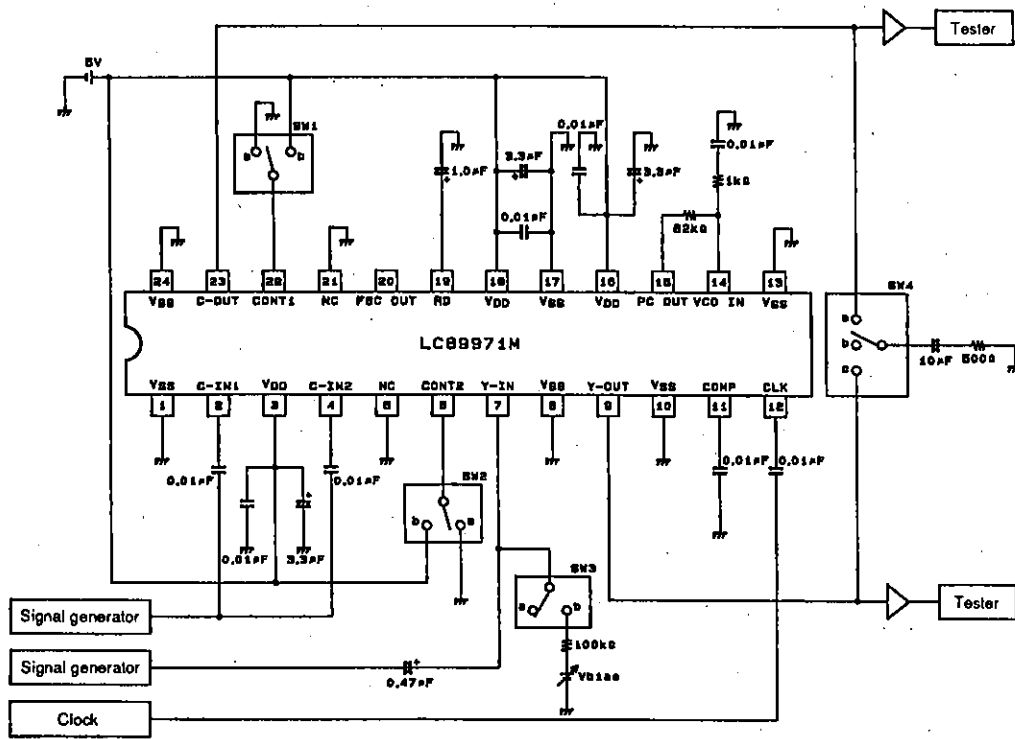 Tester
5V
SW1
a
b
0.01µF
0.01µF
1.0µF
3.3µF
3.3µF
1kΩ
0.01µF
82kΩ
24
23
22
21
20
19
18
17
16
15
14
13
VSS
C-OUT
CONT1
NC
FSC OUT
RD
VDD
VSS
VDD
PC OUT
VCO IN
VSS
SW4
LC89971M
a
b
c
10µF
500Ω
VSS
C-IN1
VDD
C-IN2
NC
CONT2
Y-IN
VSS
Y-OUT
VSS
COMP
CLK
1
2
3
4
5
6
7
8
9
10
11
12
0.01µF
0.01µF
SW2
0.01µF
0.01µF
b
a
0.01µF
3.3µF
SW3
a
b
Signal generator
Tester
100kΩ
Signal generator
Vbias
0.47µF
Clock